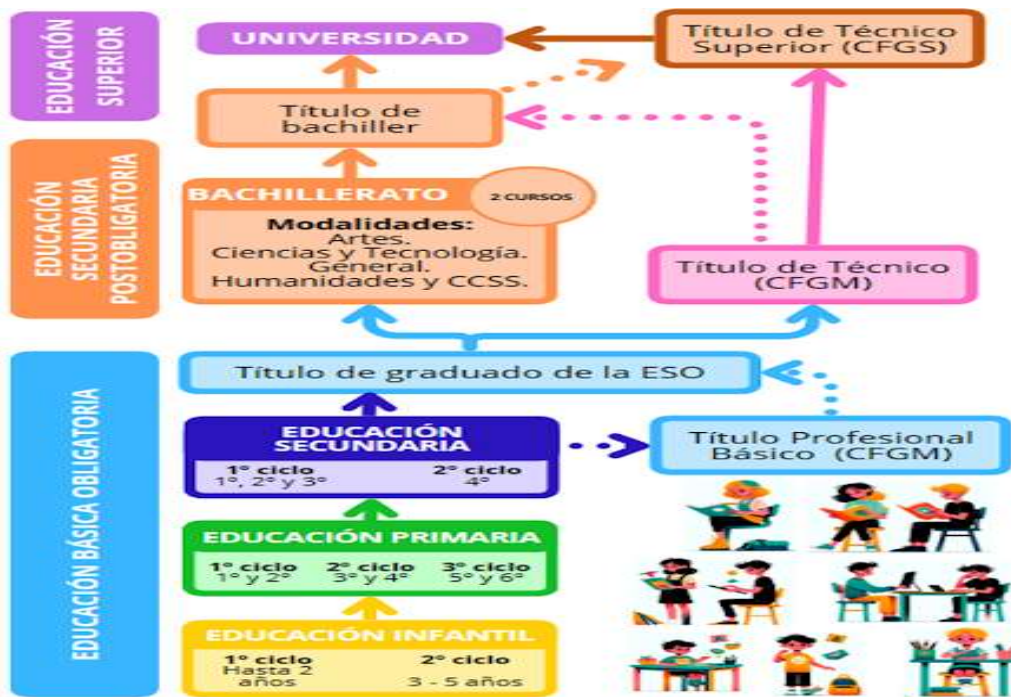 EDUCACIÓN
SUPERIOR
UNIVERSIDAD
Título de Técnico
Superior (CFGS)
Título de
bachiller
EDUCACIÓN
SECUNDARIA
POSTOBLIGATORIA
BACHILLERATO
2 CURSOS
Modalidades:
Artes.
Ciencias y Tecnología.
General.
Humanidades y CCSS.
Título de Técnico
(CFGM)
EDUCACIÓN BÁSICA OBLIGATORIA
Título de graduado de la ESO
EDUCACIÓN
SECUNDARIA
1º ciclo
1º, 2º y 3º
2º ciclo
4º
Título Profesional
Básico (CFGM)
EDUCACIÓN PRIMARIA
1º ciclo
1º y 2º
2º ciclo
3º y 4º
3º ciclo
5º y 6º
EDUCACIÓN INFANTIL
1º ciclo
Hasta 2
años
2º ciclo
3 - 5 años